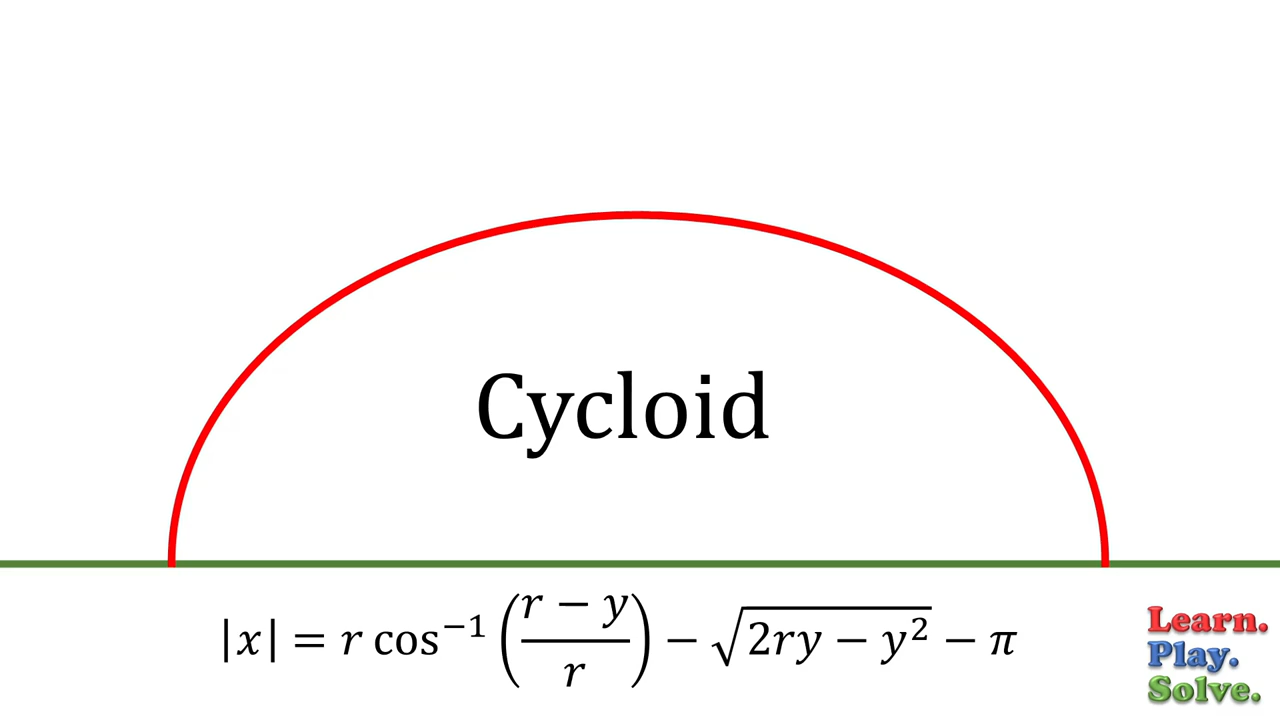 Cycloid
|x| = r cos⁻¹((r − y)/r) − √(2ry − y²) − π
Learn.
Play.
Solve.